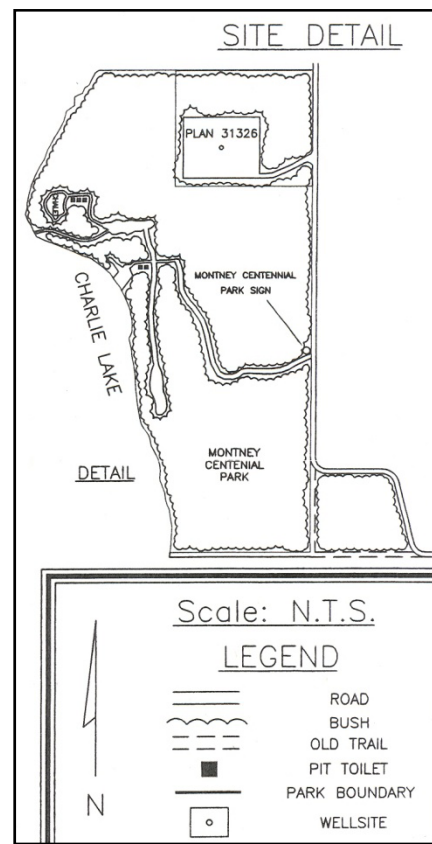 SITE DETAIL
PLAN 31326
MONTNEY CENTENNIAL
PARK SIGN
CHARLIE LAKE
MONTNEY
CENTENIAL
PARK
DETAIL
Scale: N.T.S.
LEGEND
ROAD
BUSH
OLD TRAIL
PIT TOILET
PARK BOUNDARY
WELLSITE
N